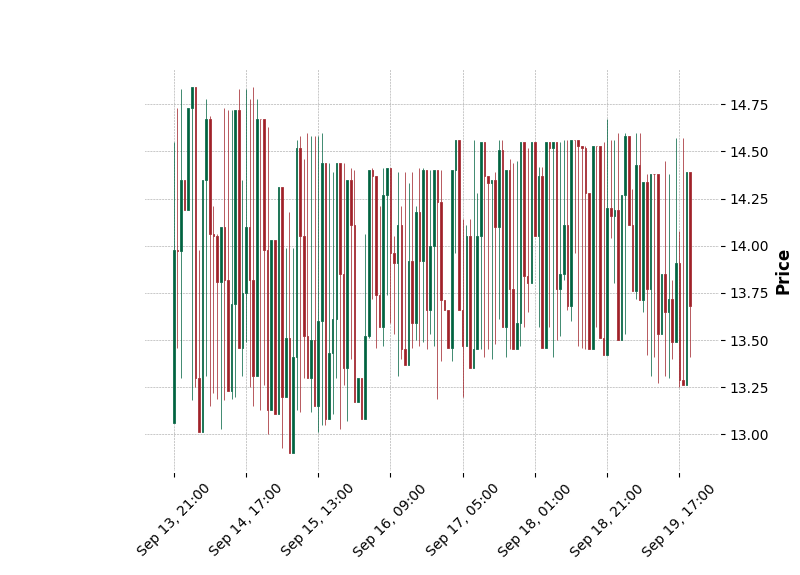 14.75
14.50
14.25
14.00
13.75
13.50
13.25
13.00
Price
Sep 13, 21:00
Sep 14, 17:00
Sep 15, 13:00
Sep 16, 09:00
Sep 17, 05:00
Sep 18, 01:00
Sep 18, 21:00
Sep 19, 17:00